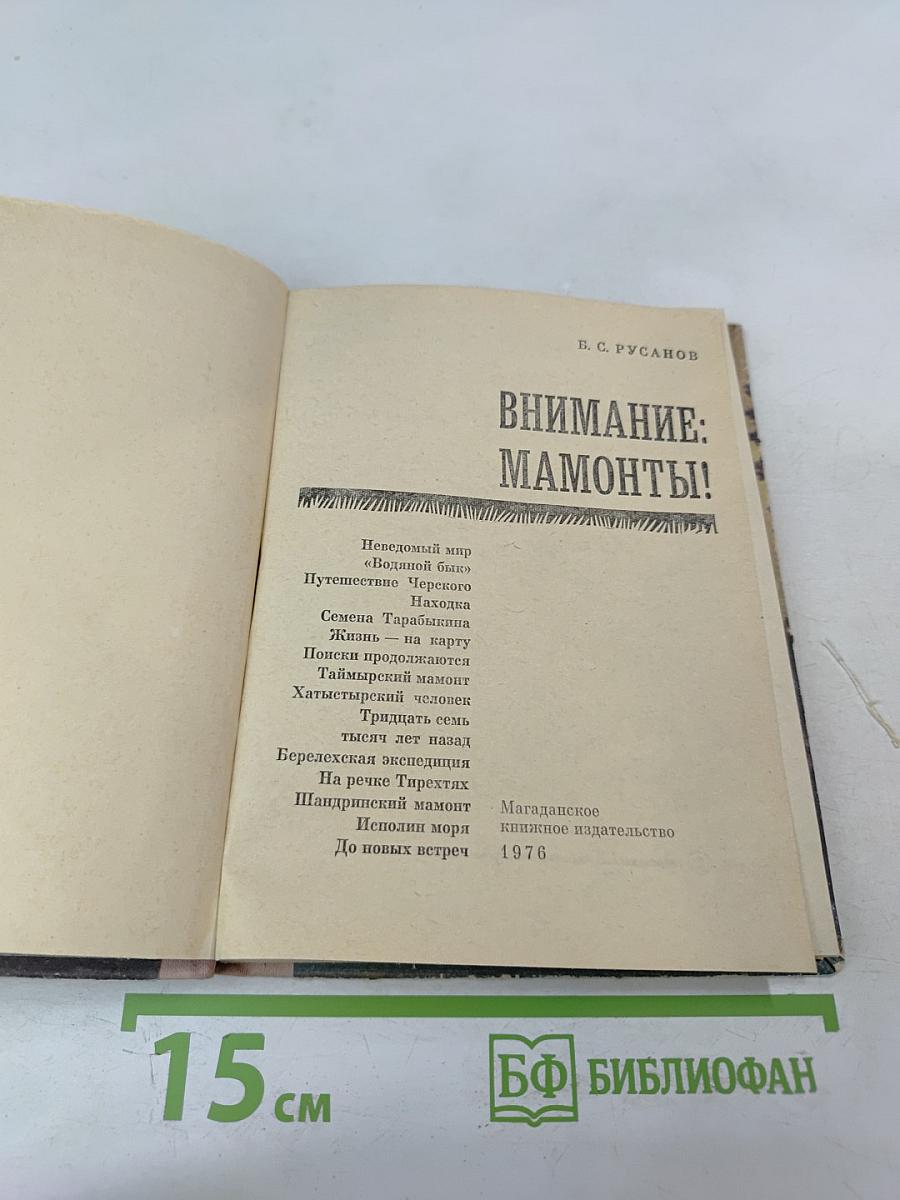 Б. С. РУСАНОВ
ВНИМАНИЕ:
МАМОНТЫ!
Неведомый мир
«Водяной бык»
Путешествие Черского
Находка
Семена Тарабыкина
Жизнь — на карту
Поиски продолжаются
Таймырский мамонт
Хатыстырский человек
Тридцать семь
тысяч лет назад
Берелехская экспедиция
На речке Тирехтях
Шандринский мамонт
Исполин моря
До новых встреч
Магаданское
книжное издательство
1976
15 см
БФ БИБЛИОФАН